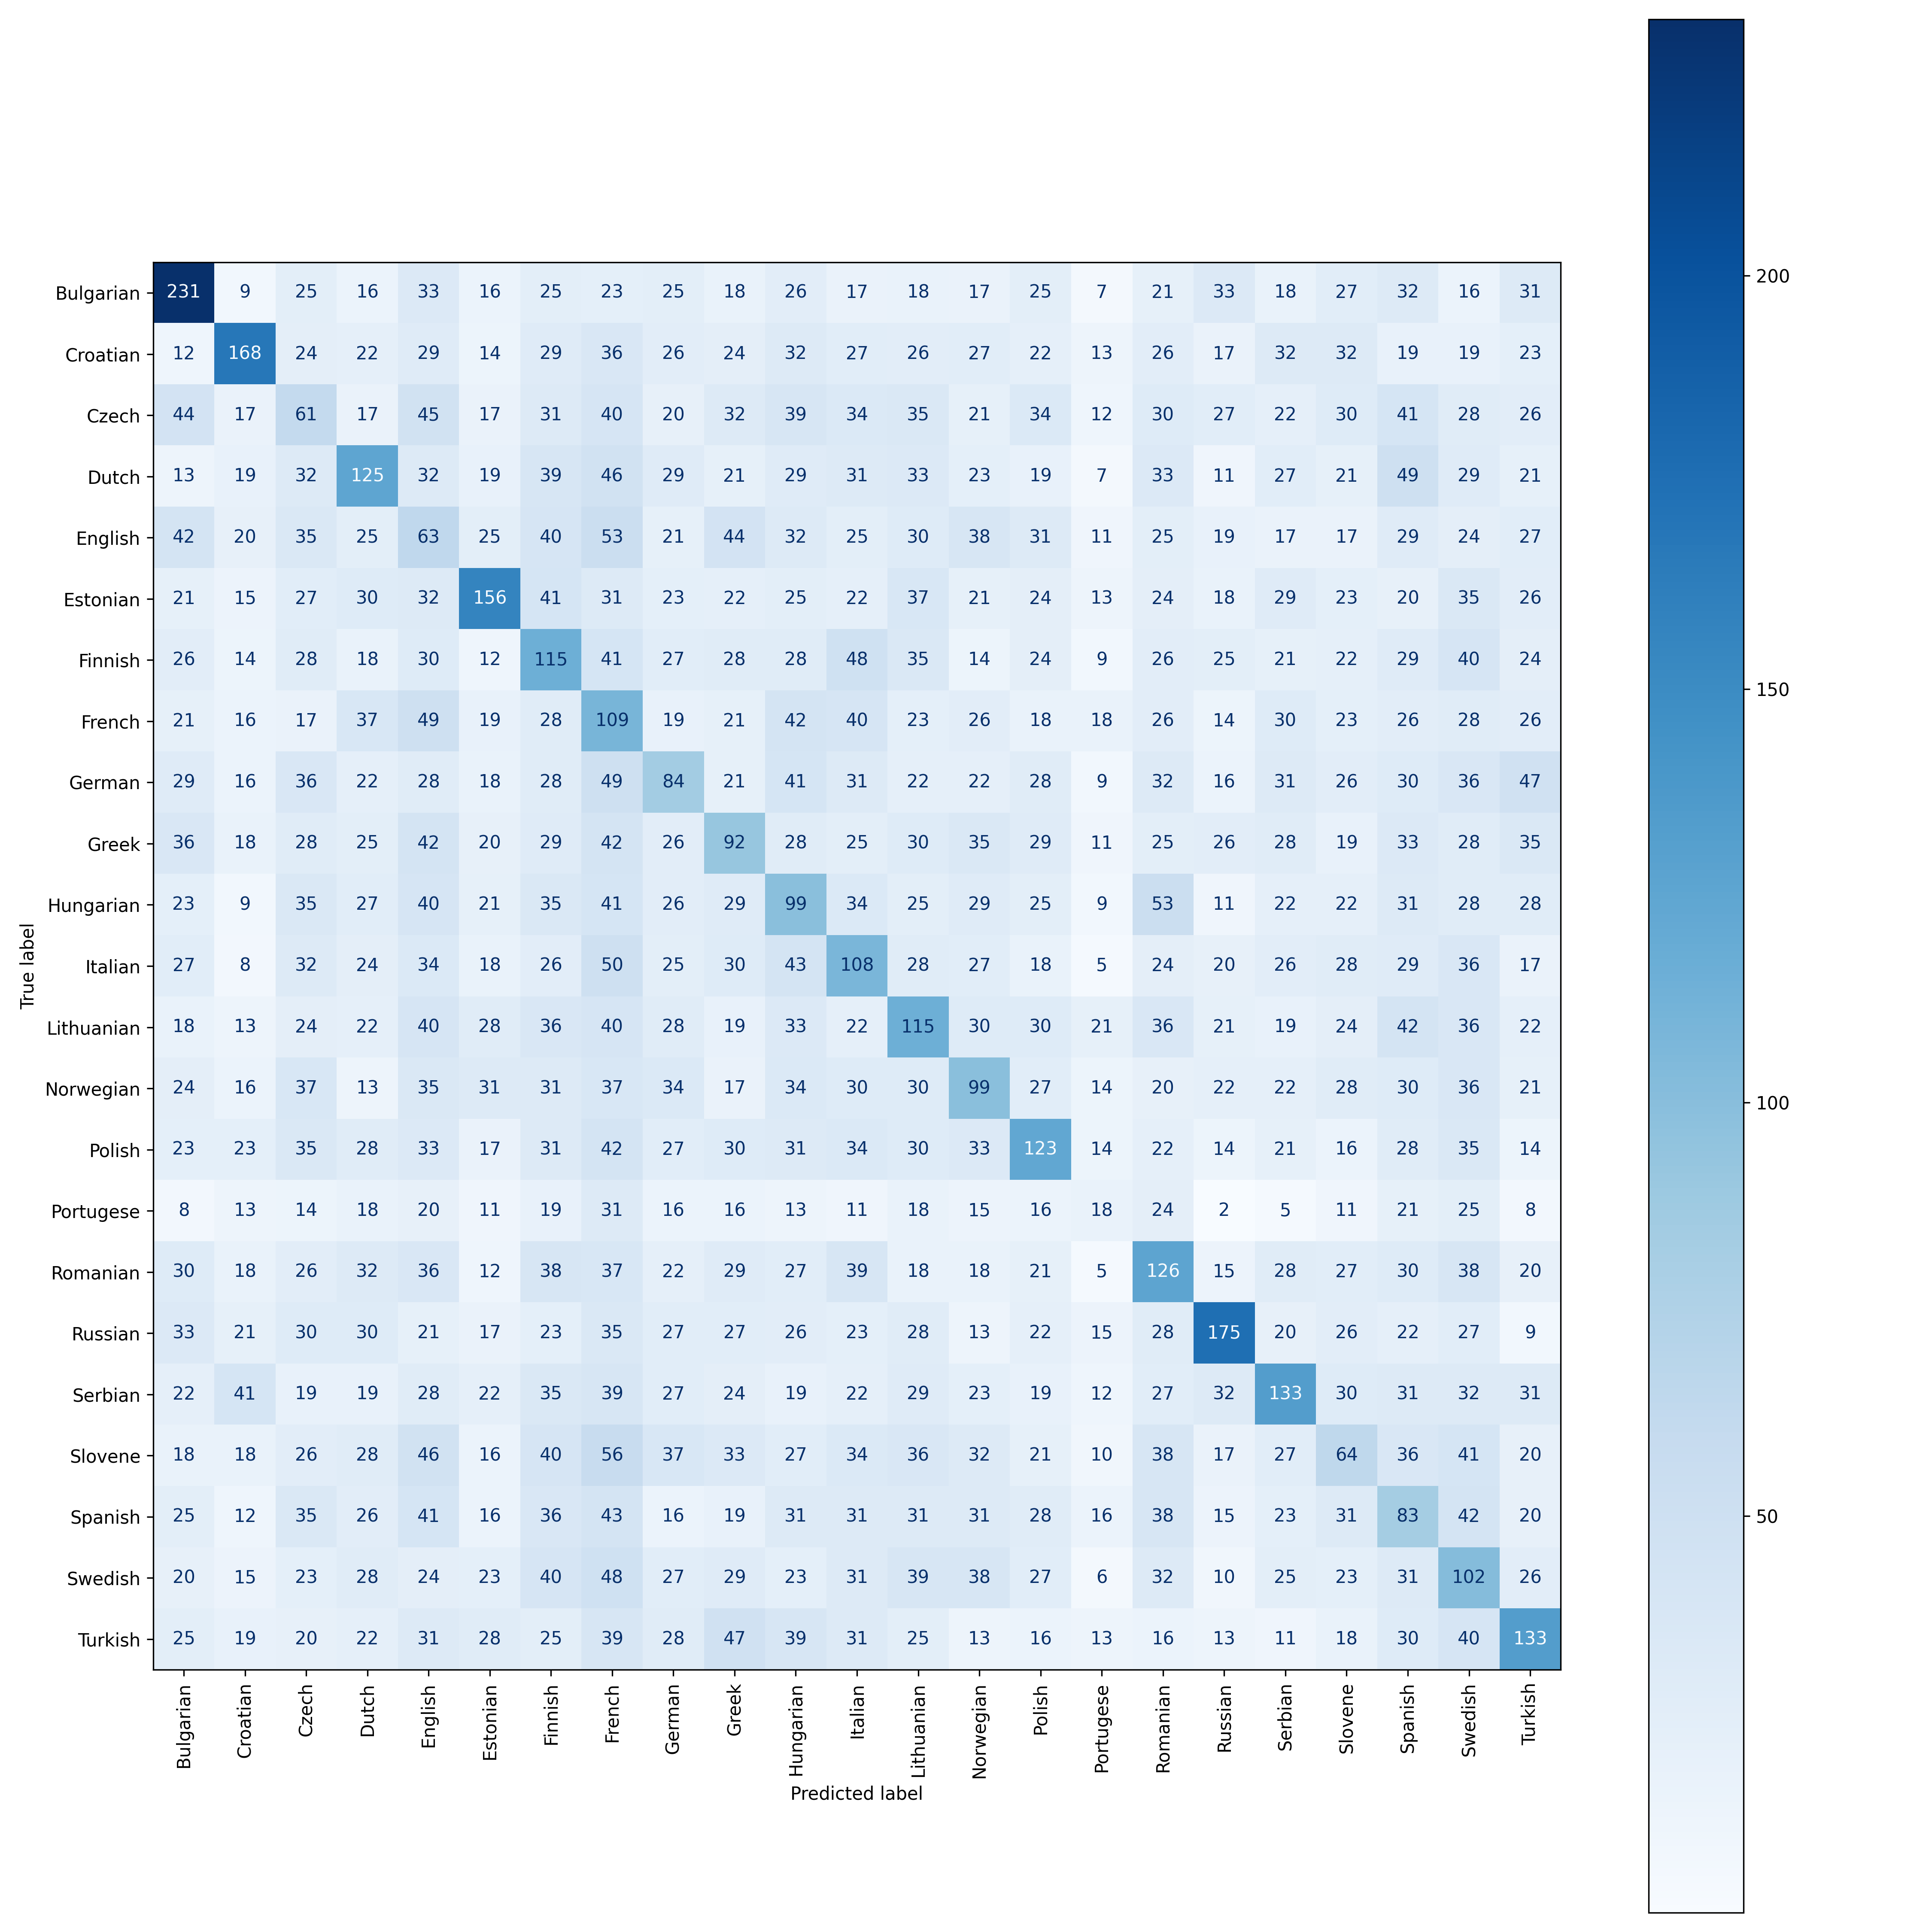 200
Bulgarian 231 9 25 16 33 16 25 23 25 18 26 17 18 17 25 7 21 33 18 27 32 16 31
Croatian 12 168 24 22 29 14 29 36 26 24 32 27 26 27 22 13 26 17 32 32 19 19 23
Czech 44 17 61 17 45 17 31 40 20 32 39 34 35 21 34 12 30 27 22 30 41 28 26
Dutch 13 19 32 125 32 19 39 46 29 21 29 31 33 23 19 7 33 11 27 21 49 29 21
English 42 20 35 25 63 25 40 53 21 44 32 25 30 38 31 11 25 19 17 17 29 24 27
Estonian 21 15 27 30 32 156 41 31 23 22 25 22 37 21 24 13 24 18 29 23 20 35 26
Finnish 26 14 28 18 30 12 115 41 27 28 28 48 35 14 24 9 26 25 21 22 29 40 24
150
French 21 16 17 37 49 19 28 109 19 21 42 40 23 26 18 18 26 14 30 23 26 28 26
German 29 16 36 22 28 18 28 49 84 21 41 31 22 22 28 9 32 16 31 26 30 36 47
Greek 36 18 28 25 42 20 29 42 26 92 28 25 30 35 29 11 25 26 28 19 33 28 35
Hungarian 23 9 35 27 40 21 35 41 26 29 99 34 25 29 25 9 53 11 22 22 31 28 28
True label
Italian 27 8 32 24 34 18 26 50 25 30 43 108 28 27 18 5 24 20 26 28 29 36 17
Lithuanian 18 13 24 22 40 28 36 40 28 19 33 22 115 30 30 21 36 21 19 24 42 36 22
Norwegian 24 16 37 13 35 31 31 37 34 17 34 30 30 99 27 14 20 22 22 28 30 36 21
100
Polish 23 23 35 28 33 17 31 42 27 30 31 34 30 33 123 14 22 14 21 16 28 35 14
Portugese 8 13 14 18 20 11 19 31 16 16 13 11 18 15 16 18 24 2 5 11 21 25 8
Romanian 30 18 26 32 36 12 38 37 22 29 27 39 18 18 21 5 126 15 28 27 30 38 20
Russian 33 21 30 30 21 17 23 35 27 27 26 23 28 13 22 15 28 175 20 26 22 27 9
Serbian 22 41 19 19 28 22 35 39 27 24 19 22 29 23 19 12 27 32 133 30 31 32 31
Slovene 18 18 26 28 46 16 40 56 37 33 27 34 36 32 21 10 38 17 27 64 36 41 20
Spanish 25 12 35 26 41 16 36 43 16 19 31 31 31 31 28 16 38 15 23 31 83 42 20
50
Swedish 20 15 23 28 24 23 40 48 27 29 23 31 39 38 27 6 32 10 25 23 31 102 26
Turkish 25 19 20 22 31 28 25 39 28 47 39 31 25 13 16 13 16 13 11 18 30 40 133
Bulgarian Croatian Czech Dutch English Estonian Finnish French German Greek Hungarian Italian Lithuanian Norwegian Polish Portugese Romanian Russian Serbian Slovene Spanish Swedish Turkish
Predicted label